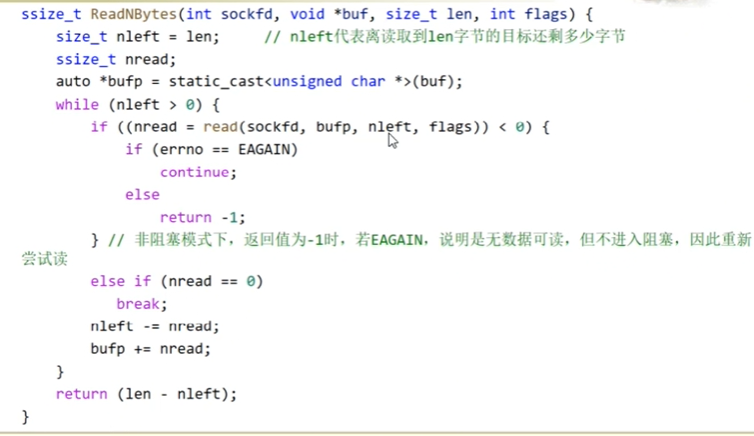 ssize_t ReadNBytes(int sockfd, void *buf, size_t len, int flags) {
    size_t nleft = len;     // nleft代表离读取到len字节的目标还剩多少字节
    ssize_t nread;
    auto *bufp = static_cast<unsigned char *>(buf);
    while (nleft > 0) {
        if ((nread = read(sockfd, bufp, nleft, flags)) < 0) {
            if (errno == EAGAIN)
                continue;
            else
                return -1;
        } // 非阻塞模式下，返回值为-1时，若EAGAIN，说明是无数据可读，但不进入阻塞，因此重新
尝试读
        else if (nread == 0)
           break;
        nleft -= nread;
        bufp += nread;
    }
    return (len - nleft);
}